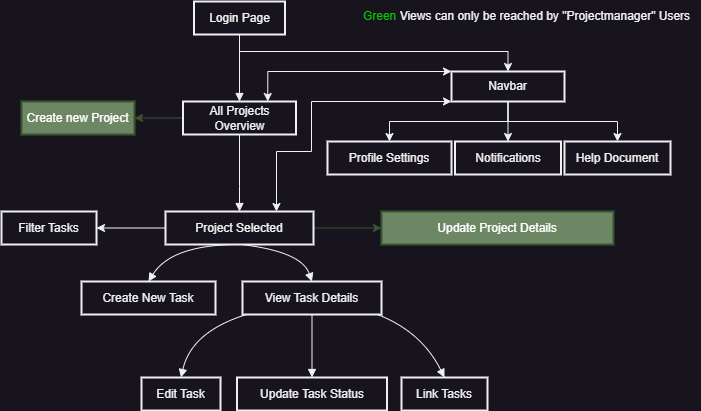 Login Page
Green Views can only be reached by "Projectmanager" Users
Navbar
Create new Project
All Projects
Overview
Profile Settings
Notifications
Help Document
Filter Tasks
Project Selected
Update Project Details
Create New Task
View Task Details
Edit Task
Update Task Status
Link Tasks